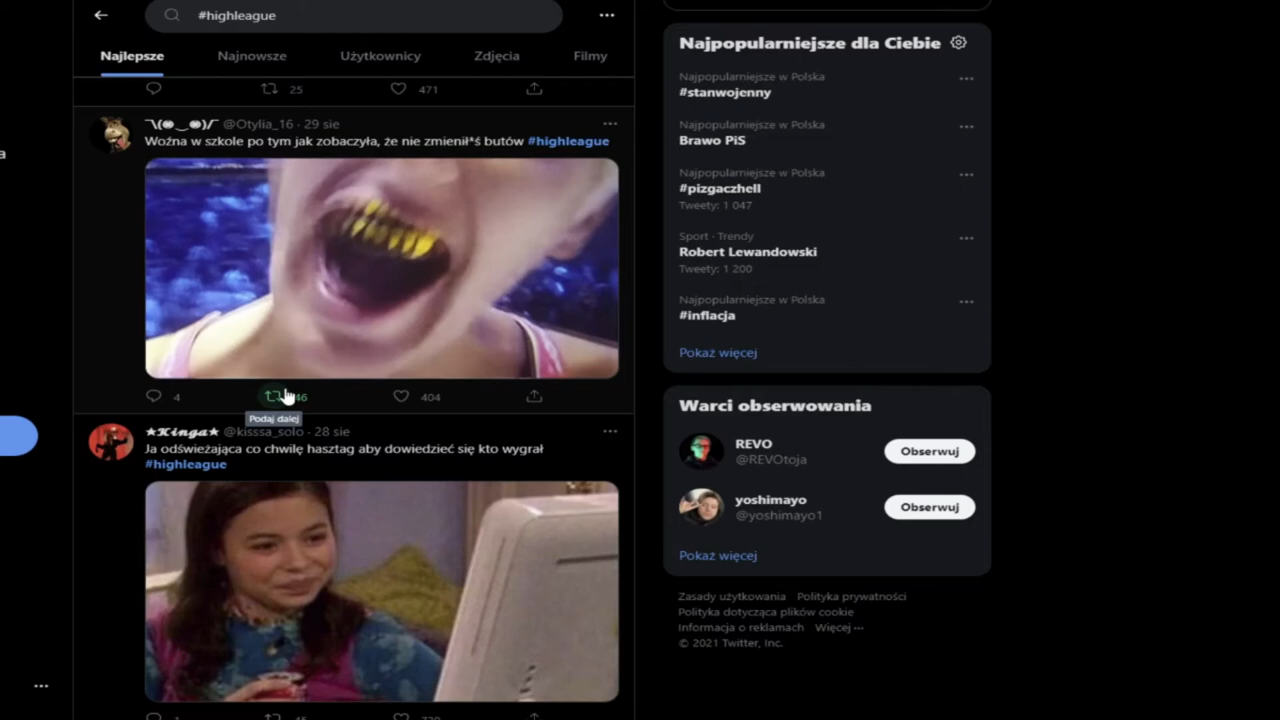 #highleague
Najlepsze Najnowsze Użytkownicy Zdjęcia Filmy
25 471
¯\(◉‿◉)/¯ @Otylia_16 · 29 sie
Woźna w szkole po tym jak zobaczyła, że nie zmienił*ś butów #highleague
4 46 404
Podaj dalej
★𝓚𝓲𝓷𝓰𝓪★ @kisssa_solo · 28 sie
Ja odświeżająca co chwilę hasztag aby dowiedzieć się kto wygrał
#highleague
a
Najpopularniejsze dla Ciebie
Najpopularniejsze w Polska
#stanwojenny
Najpopularniejsze w Polska
Brawo PiS
Najpopularniejsze w Polska
#pizgaczhell
Tweety: 1 047
Sport · Trendy
Robert Lewandowski
Tweety: 1 200
Najpopularniejsze w Polska
#inflacja
Pokaż więcej
Warci obserwowania
REVO
@REVOtoja
Obserwuj
yoshimayo
@yoshimayo1
Obserwuj
Pokaż więcej
Zasady użytkowania Polityka prywatności
Polityka dotycząca plików cookie
Informacja o reklamach Więcej ···
© 2021 Twitter, Inc.